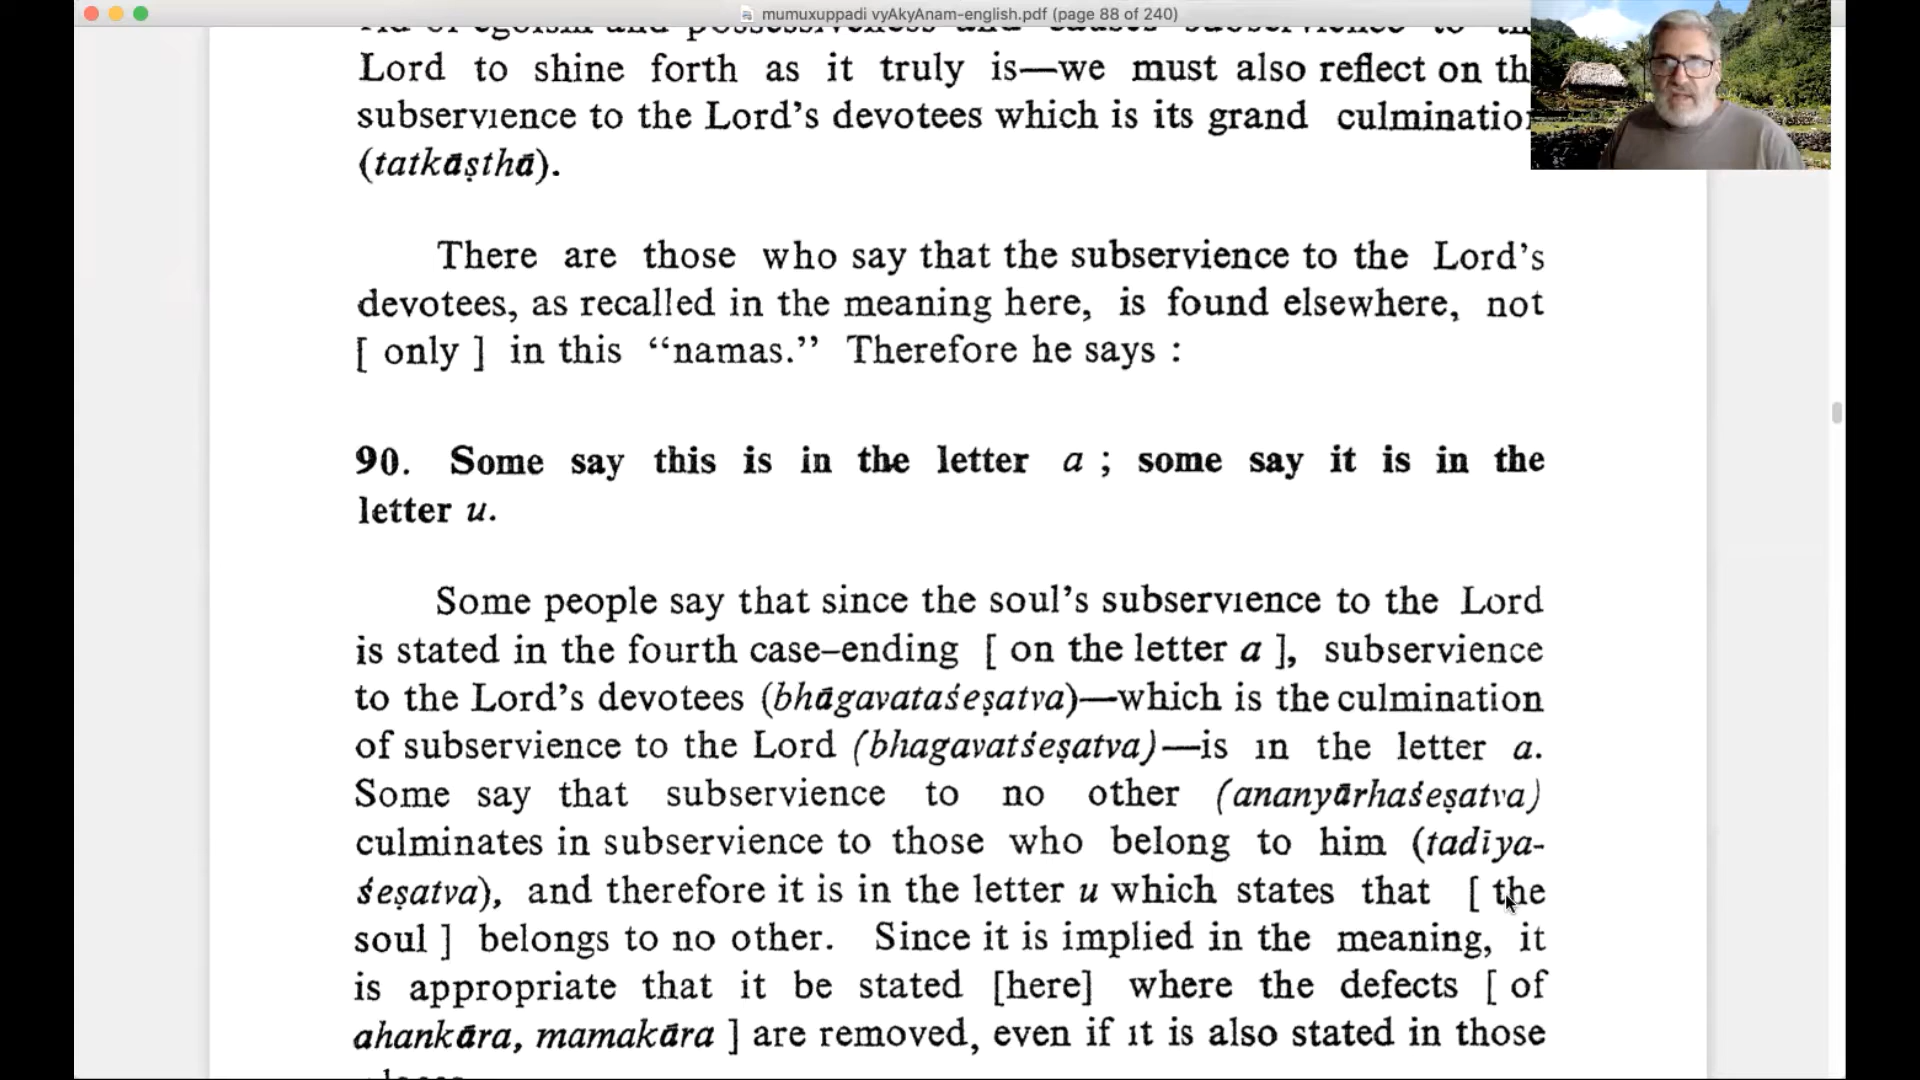 mumuxuppadi vyAkyAnam-english.pdf (page 88 of 240)
of egoism and possessiveness and causes subservience to
Lord to shine forth as it truly is—we must also reflect on th
subservience to the Lord's devotees which is its grand culmination
(tatkāṣthā).
There are those who say that the subservience to the Lord's
devotees, as recalled in the meaning here, is found elsewhere, not
[ only ] in this “namas.” Therefore he says :
90. Some say this is in the letter a ; some say it is in the
letter u.
Some people say that since the soul's subservience to the Lord
is stated in the fourth case–ending [ on the letter a ], subservience
to the Lord's devotees (bhāgavataśeṣatva)—which is the culmination
of subservience to the Lord (bhagavatśeṣatva)—is in the letter a.
Some say that subservience to no other (ananyārhaśeṣatva)
culminates in subservience to those who belong to him (tadīya-
śeṣatva), and therefore it is in the letter u which states that [ the
soul ] belongs to no other. Since it is implied in the meaning, it
is appropriate that it be stated [here] where the defects [ of
ahankāra, mamakāra ] are removed, even if it is also stated in those